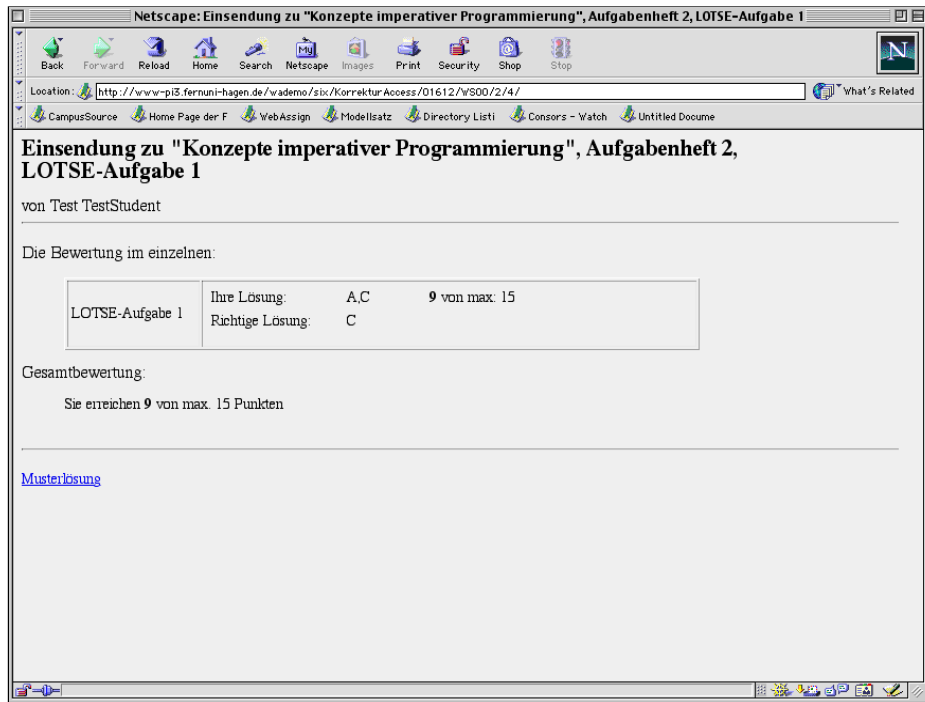 Netscape: Einsendung zu "Konzepte imperativer Programmierung", Aufgabenheft 2, LOTSE-Aufgabe 1
Back Forward Reload Home Search Netscape Images Print Security Shop Stop
My
N
Location: http://www-pi3.fernuni-hagen.de/wademo/six/KorrekturAccess/01612/WS00/2/4/ What's Related
CampusSource Home Page der F WebAssign Modellsatz Directory Listi Consors - Watch Untitled Docume
Einsendung zu "Konzepte imperativer Programmierung", Aufgabenheft 2,
LOTSE-Aufgabe 1
von Test TestStudent
Die Bewertung im einzelnen:
LOTSE-Aufgabe 1
Ihre Lösung: A,C 9 von max: 15
Richtige Lösung: C
Gesamtbewertung:
Sie erreichen 9 von max. 15 Punkten
Musterlösung